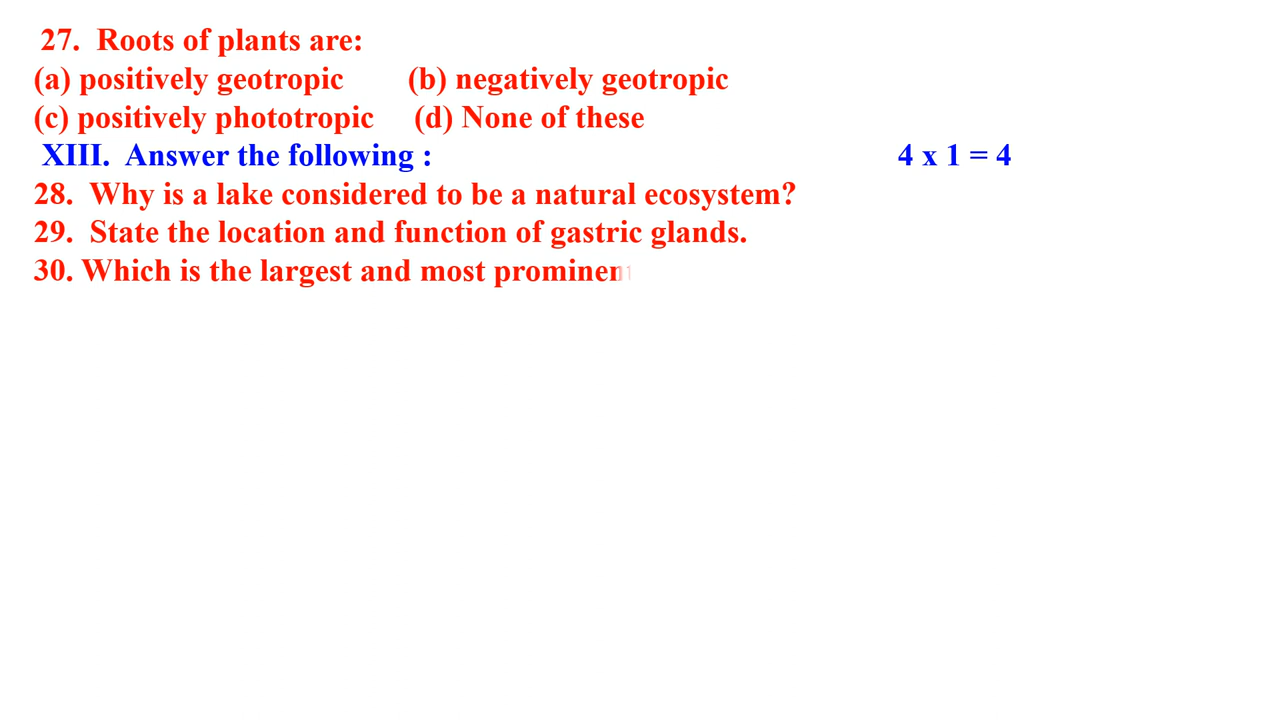 27. Roots of plants are:
(a) positively geotropic (b) negatively geotropic
(c) positively phototropic (d) None of these
XIII. Answer the following : 4 x 1 = 4
28. Why is a lake considered to be a natural ecosystem?
29. State the location and function of gastric glands.
30. Which is the largest and most prominent